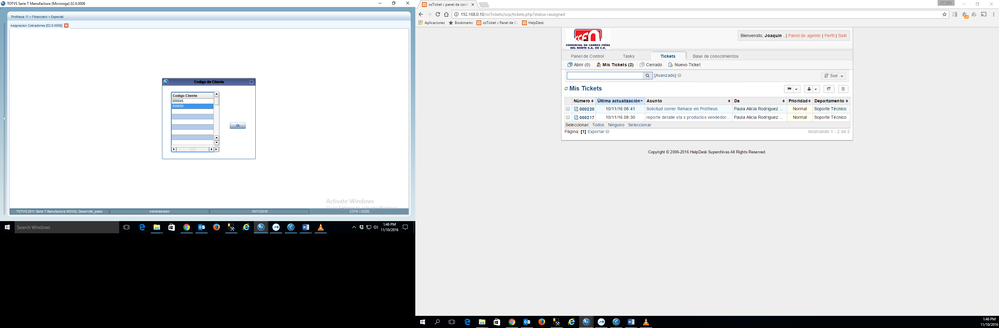 TOTVS Serie T Manufactura (Microsiga) 02.9.0006
Protheus 11 > Financiero > Especial
Asignacion Cobradores [02.9.0006]
Codigo de Cliente
Codigo Cliente
000045
000658
Ok
Activate Windows
Go to Settings to activate Windows.
TOTVS 2011 Serie T Manufactura MSSQL Desarrollo_joako
Administrador
10/11/2016
CCFN / CEDIS
Search Windows
1:46 PM
11/10/2016
osTicket :: panel de contr
Joaquin
192.168.0.10/osTickets/scp/tickets.php?status=assigned
Aplicaciones
Bookmarks
osTicket :: Panel de Co
HelpDesk
CCFN
COMERCIAL DE CARNES FRÍAS
DEL NORTE S.A. DE C.V.
Bienvenido, Joaquin . | Panel de agente | Perfil | Salir
Panel de Control
Tasks
Tickets
Base de conocimientos
Abrir (0)
Mis Tickets (2)
Cerrado
Nuevo Ticket
[Avanzado]
Sort
Mis Tickets
Número Última actualización Asunto De Prioridad Departamento
000220 10/11/16 08:41 Solicitud correr Rehace en Protheus Paula Alicia Rodriguez ... Normal Soporte Técnico
000217 10/11/16 08:30 reporte detalle vta x productos vendedor... Paula Alicia Rodriguez ... Normal Soporte Técnico
Seleccionar: Todos Ninguno Seleccionar
Página: [1] Exportar
Mostrando 1 - 2 de 2
Copyright © 2006-2016 HelpDesk Superchivas All Rights Reserved.
1:46 PM
11/10/2016